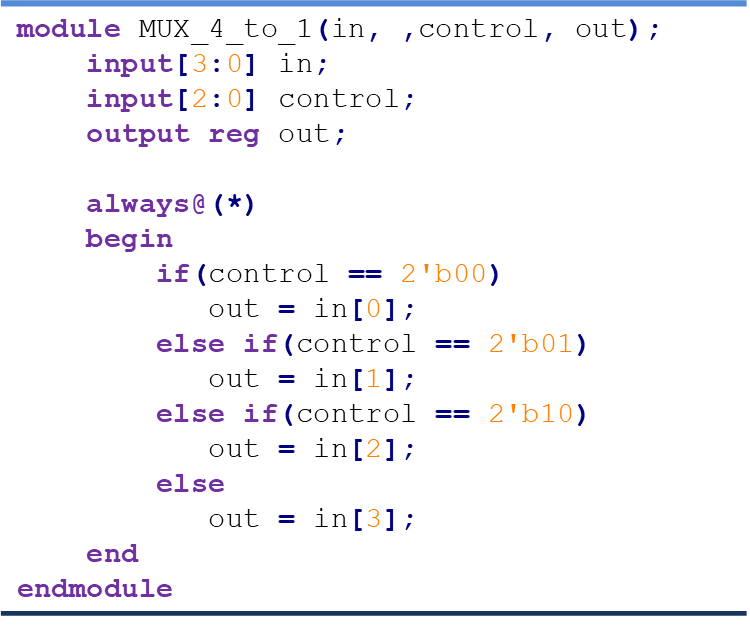 module MUX_4_to_1(in, ,control, out);
input[3:0] in;
input[2:0] control;
output reg out;
always@(*)
begin
if(control == 2'b00)
out = in[0];
else if(control == 2'b01)
out = in[1];
else if(control == 2'b10)
out = in[2];
else
out = in[3];
end
endmodule